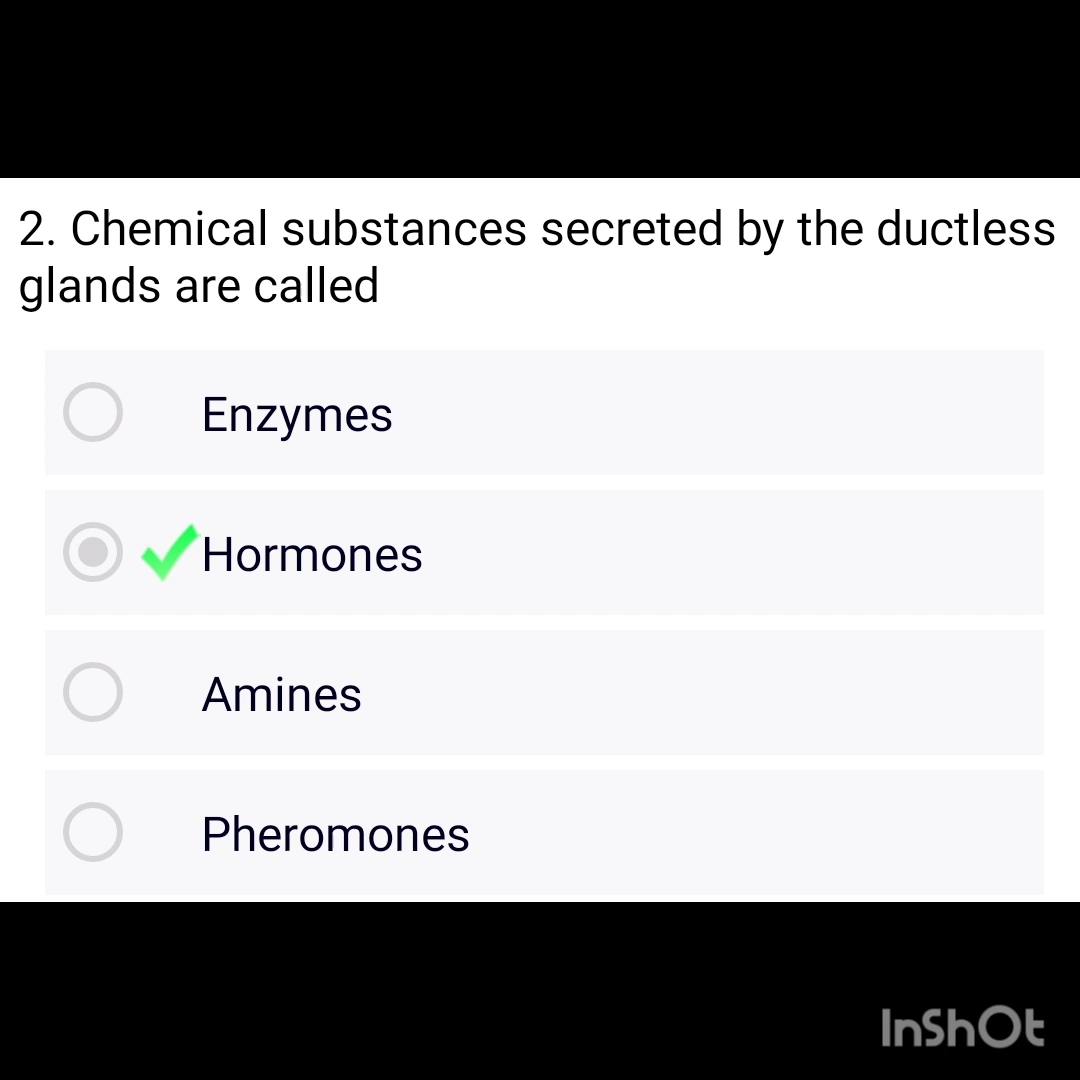 2. Chemical substances secreted by the ductless
glands are called
Enzymes
Hormones
Amines
Pheromones
InShOt